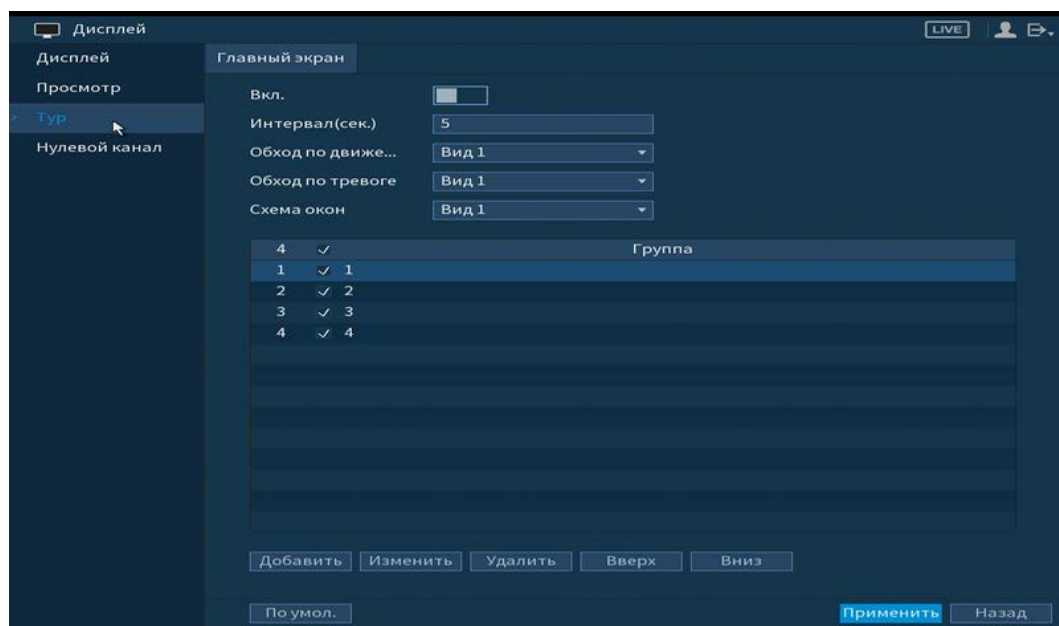 Дисплей LIVE
Дисплей
Главный экран
Просмотр
Вкл.
Тур
Интервал(сек.) 5
Нулевой канал
Обход по движе... Вид 1
Обход по тревоге Вид 1
Схема окон Вид 1
4 Группа
1 1
2 2
3 3
4 4
Добавить Изменить Удалить Вверх Вниз
По умол. Применить Назад